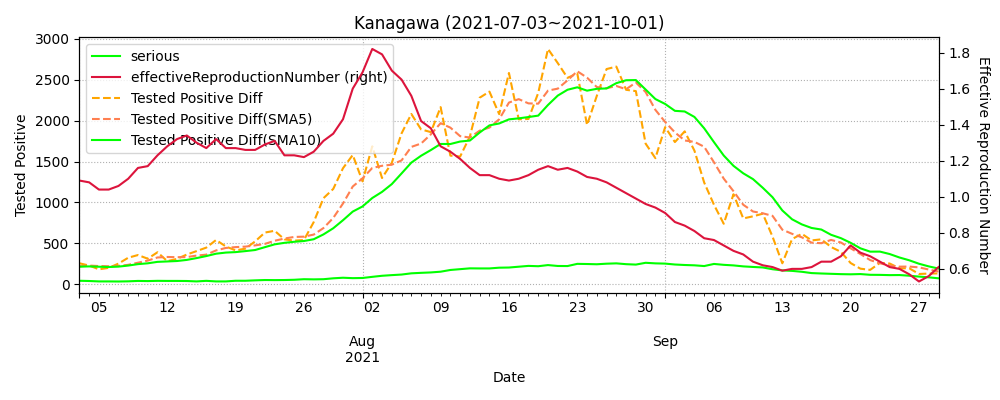 Kanagawa (2021-07-03~2021-10-01)
serious
effectiveReproductionNumber (right)
Tested Positive Diff
Tested Positive Diff(SMA5)
Tested Positive Diff(SMA10)
Tested Positive
3000
2500
2000
1500
1000
500
0
1.8
1.6
1.4
1.2
1.0
0.8
0.6
Effective Reproduction Number
05 12 19 26 02 09 16 23 30 06 13 20 27
Aug Sep
2021
Date